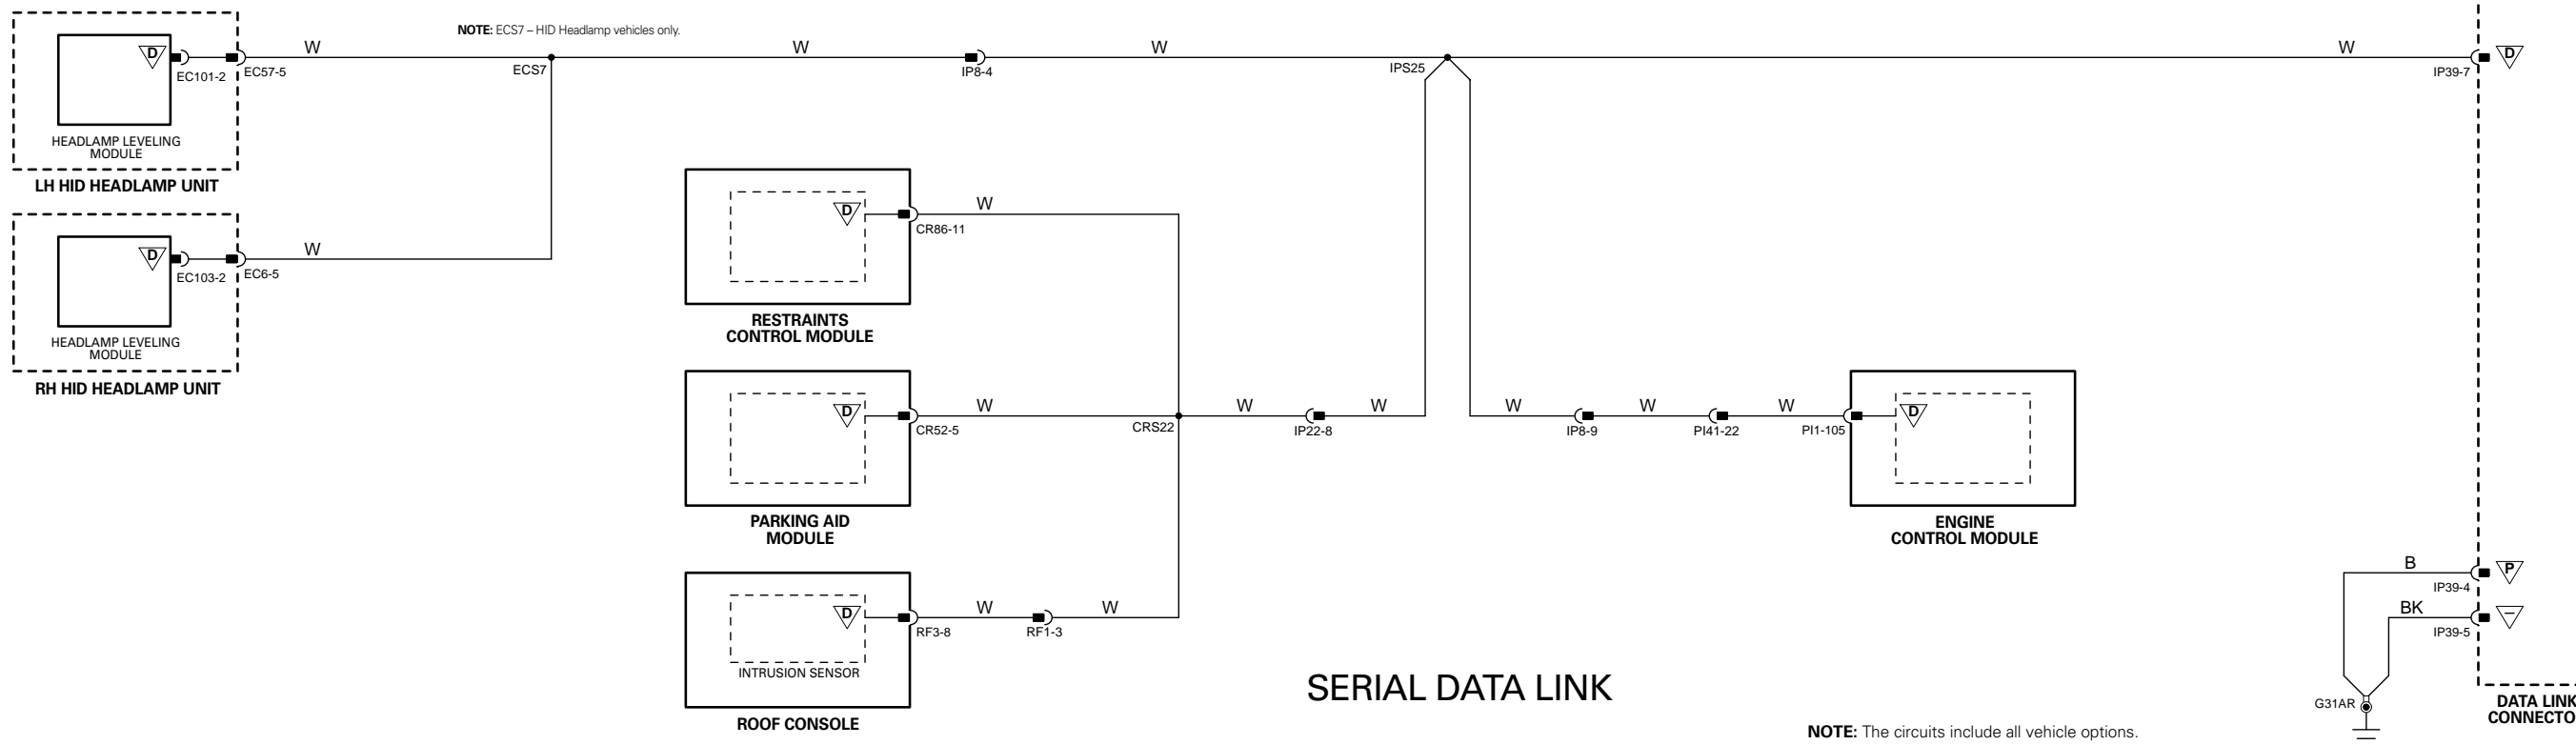 NOTE: ECS7 – HID Headlamp vehicles only.
W
W
W
W
D
EC101-2
EC57-5
ECS7
IP8-4
IPS25
IP39-7
D
HEADLAMP LEVELING
MODULE
LH HID HEADLAMP UNIT
D
EC103-2
EC6-5
W
HEADLAMP LEVELING
MODULE
RH HID HEADLAMP UNIT
D
W
CR86-11
RESTRAINTS
CONTROL MODULE
D
W
W
W
CR52-5
CRS22
IP22-8
PARKING AID
MODULE
W
W
W
IP8-9
PI41-22
PI1-105
D
ENGINE
CONTROL MODULE
D
W
W
RF3-8
RF1-3
INTRUSION SENSOR
ROOF CONSOLE
B
IP39-4
P
BK
IP39-5
–
G31AR
SERIAL DATA LINK
DATA LINK
CONNECTO
NOTE: The circuits include all vehicle options.